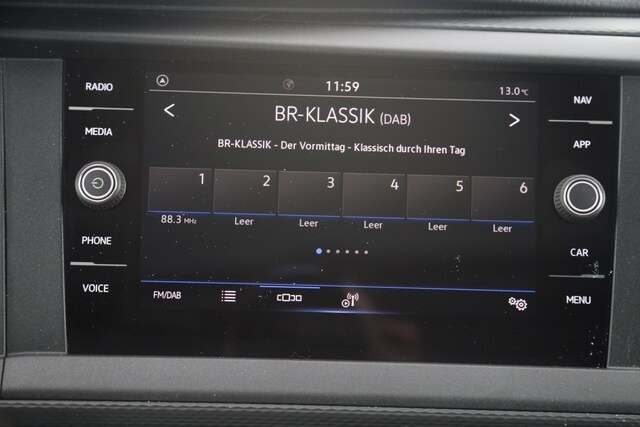 RADIO
MEDIA
PHONE
VOICE
11:59
13.0°C
BR-KLASSIK (DAB)
BR-KLASSIK - Der Vormittag - Klassisch durch Ihren Tag
1 2 3 4 5 6
88.3 MHz Leer Leer Leer Leer Leer
FM/DAB
NAV
APP
CAR
MENU